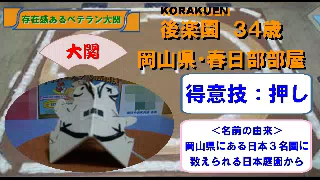 存在感あるベテラン大関
KORAKUEN
後楽園 34歳
大関
岡山県・春日部部屋
得意技：押し
＜名前の由来＞
岡山県にある日本３名園に
数えられる日本庭園から